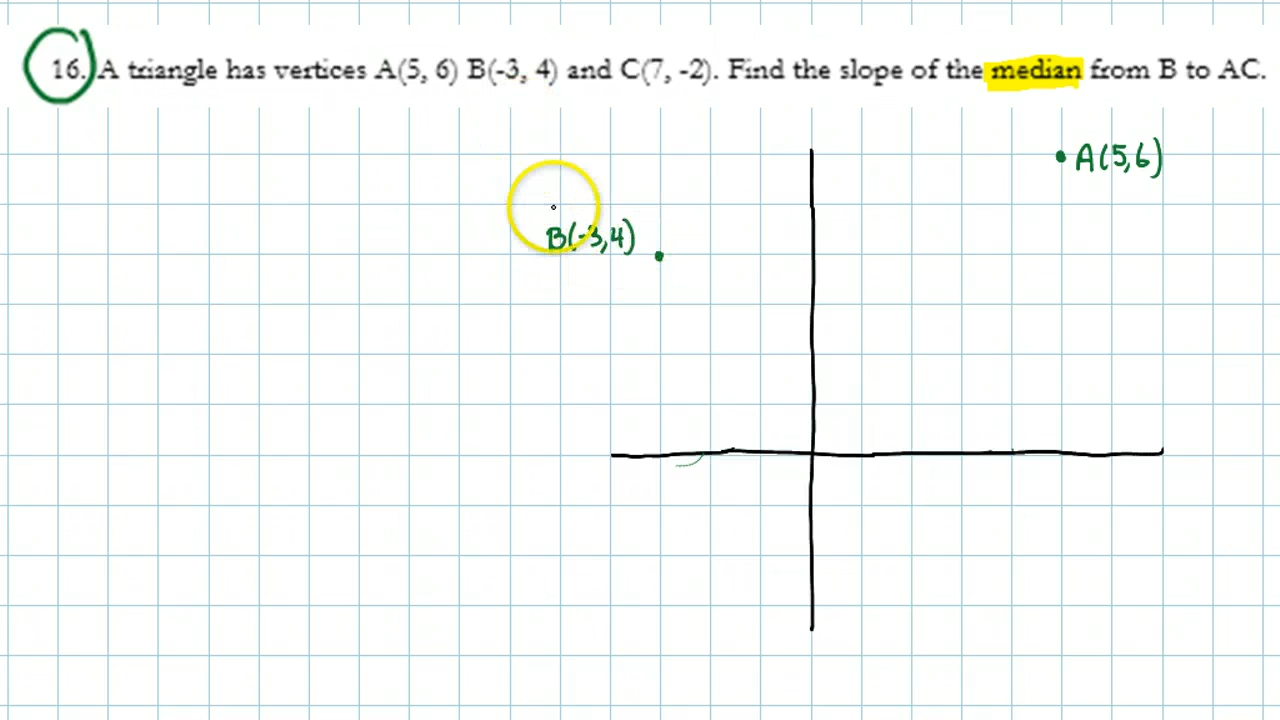 16. A triangle has vertices A(5, 6) B(-3, 4) and C(7, -2). Find the slope of the median from B to AC.
A(5,6)
B(-3,4)